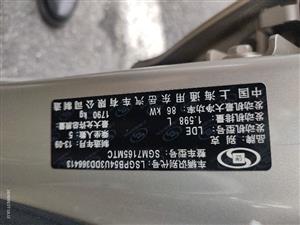 中国 上海通用东岳汽车有限公司 制造
品牌 别克
发动机型号 LDE 发动机最大净功率 86 kW
发动机排量 1,598 L 最大允许总质量 1790 kg
乘坐人数 5 制造年月 13-09
整车型号 SGM7165MTC
车辆识别代号 LSGPB54U3DD366413